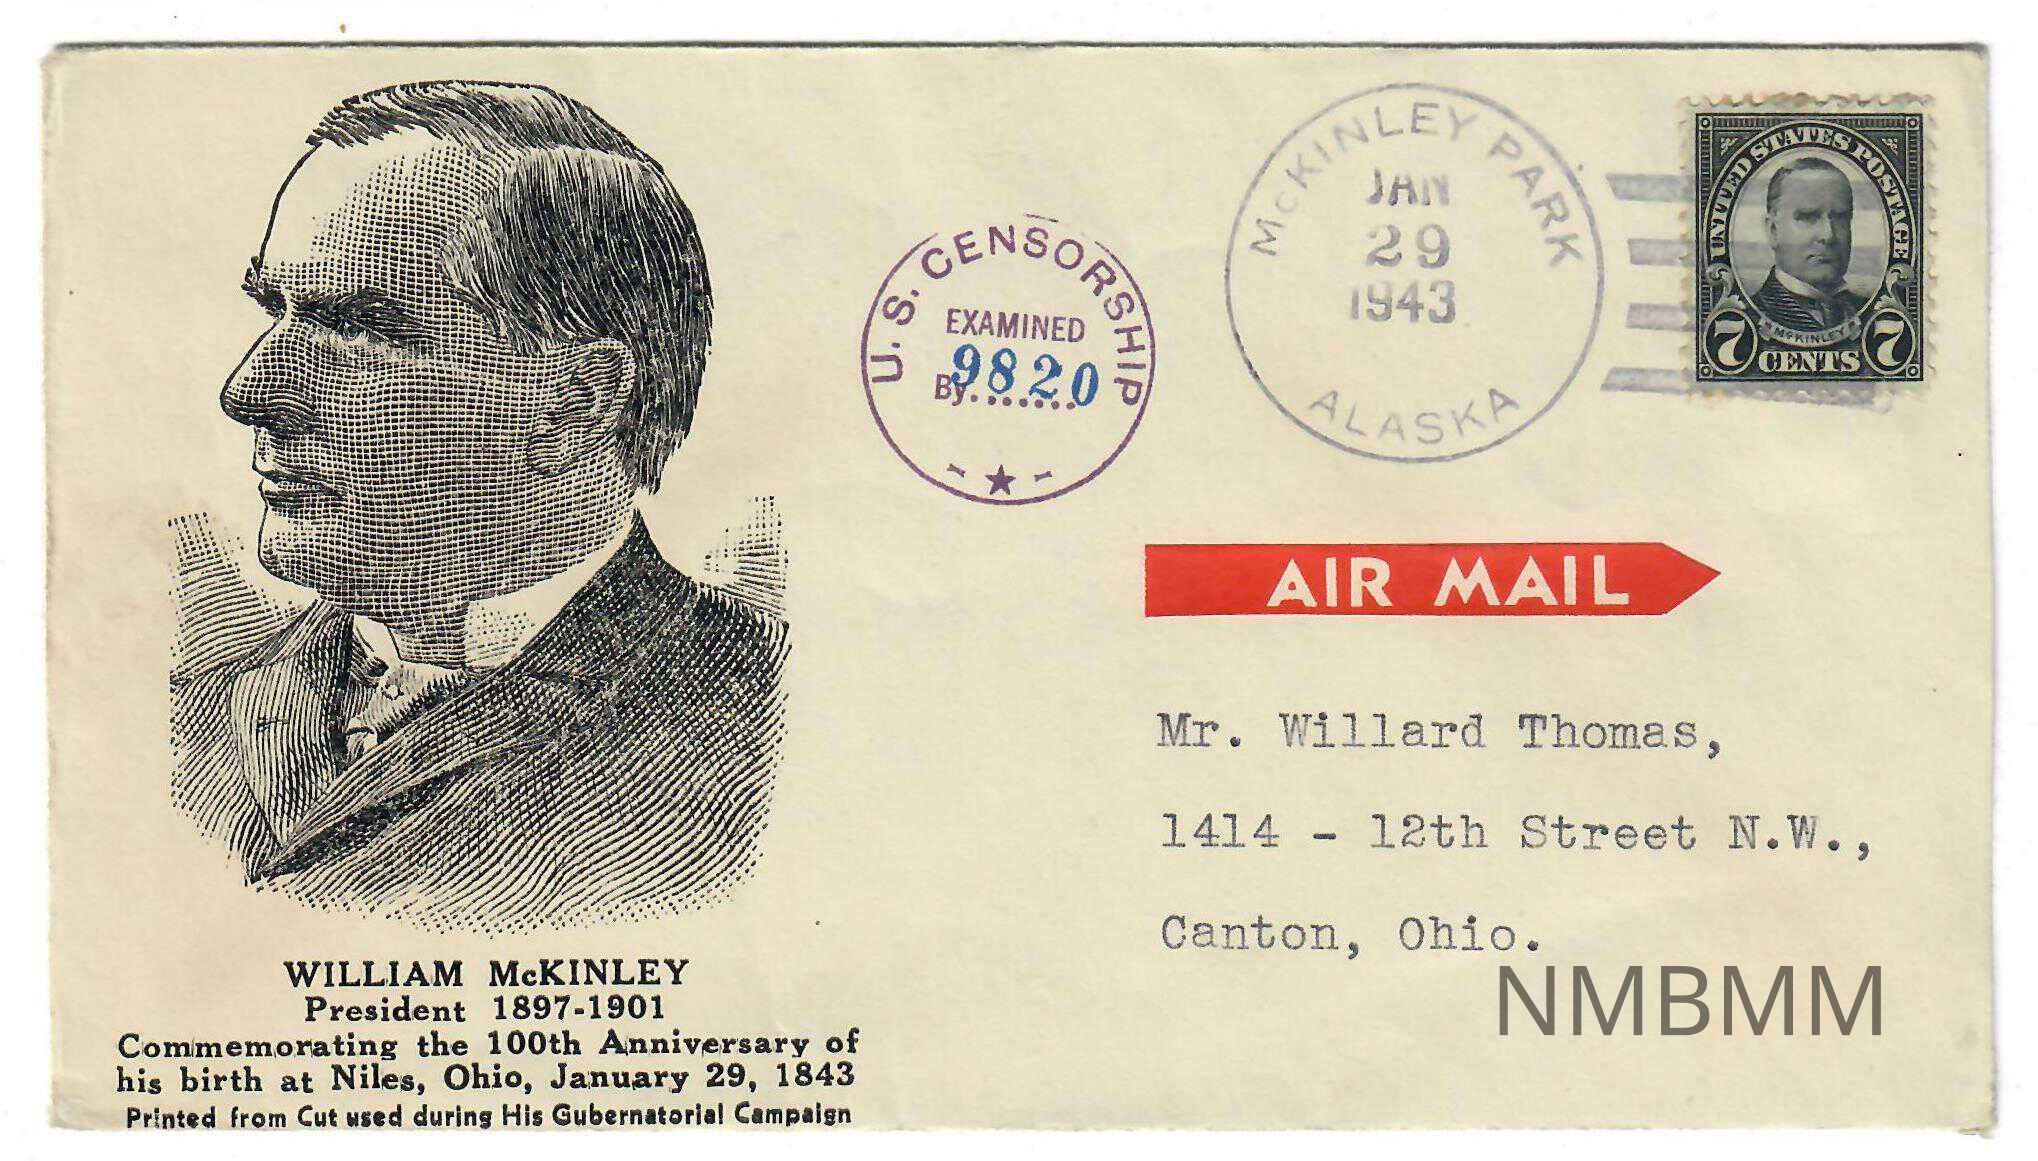 U.S. CENSORSHIP
EXAMINED
By........
9820
McKINLEY PARK
JAN
29
1943
ALASKA
UNITED STATES POSTAGE
McKINLEY
7 CENTS 7
AIR MAIL
Mr. Willard Thomas,
1414 - 12th Street N.W.,
Canton, Ohio.
NMBMM
WILLIAM McKINLEY
President 1897-1901
Commemorating the 100th Anniversary of
his birth at Niles, Ohio, January 29, 1843
Printed from Cut used during His Gubernatorial Campaign